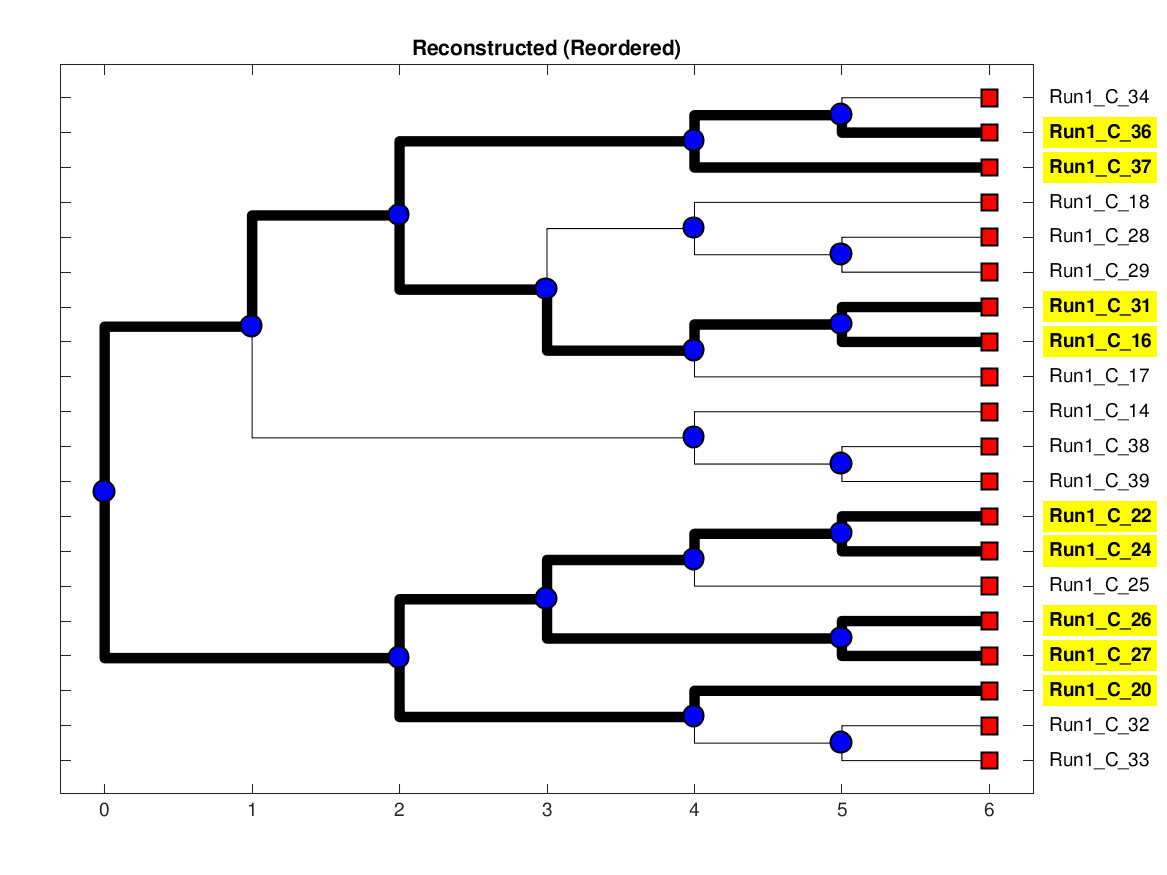 Reconstructed (Reordered)
Run1_C_34
Run1_C_36
Run1_C_37
Run1_C_18
Run1_C_28
Run1_C_29
Run1_C_31
Run1_C_16
Run1_C_17
Run1_C_14
Run1_C_38
Run1_C_39
Run1_C_22
Run1_C_24
Run1_C_25
Run1_C_26
Run1_C_27
Run1_C_20
Run1_C_32
Run1_C_33
0 1 2 3 4 5 6